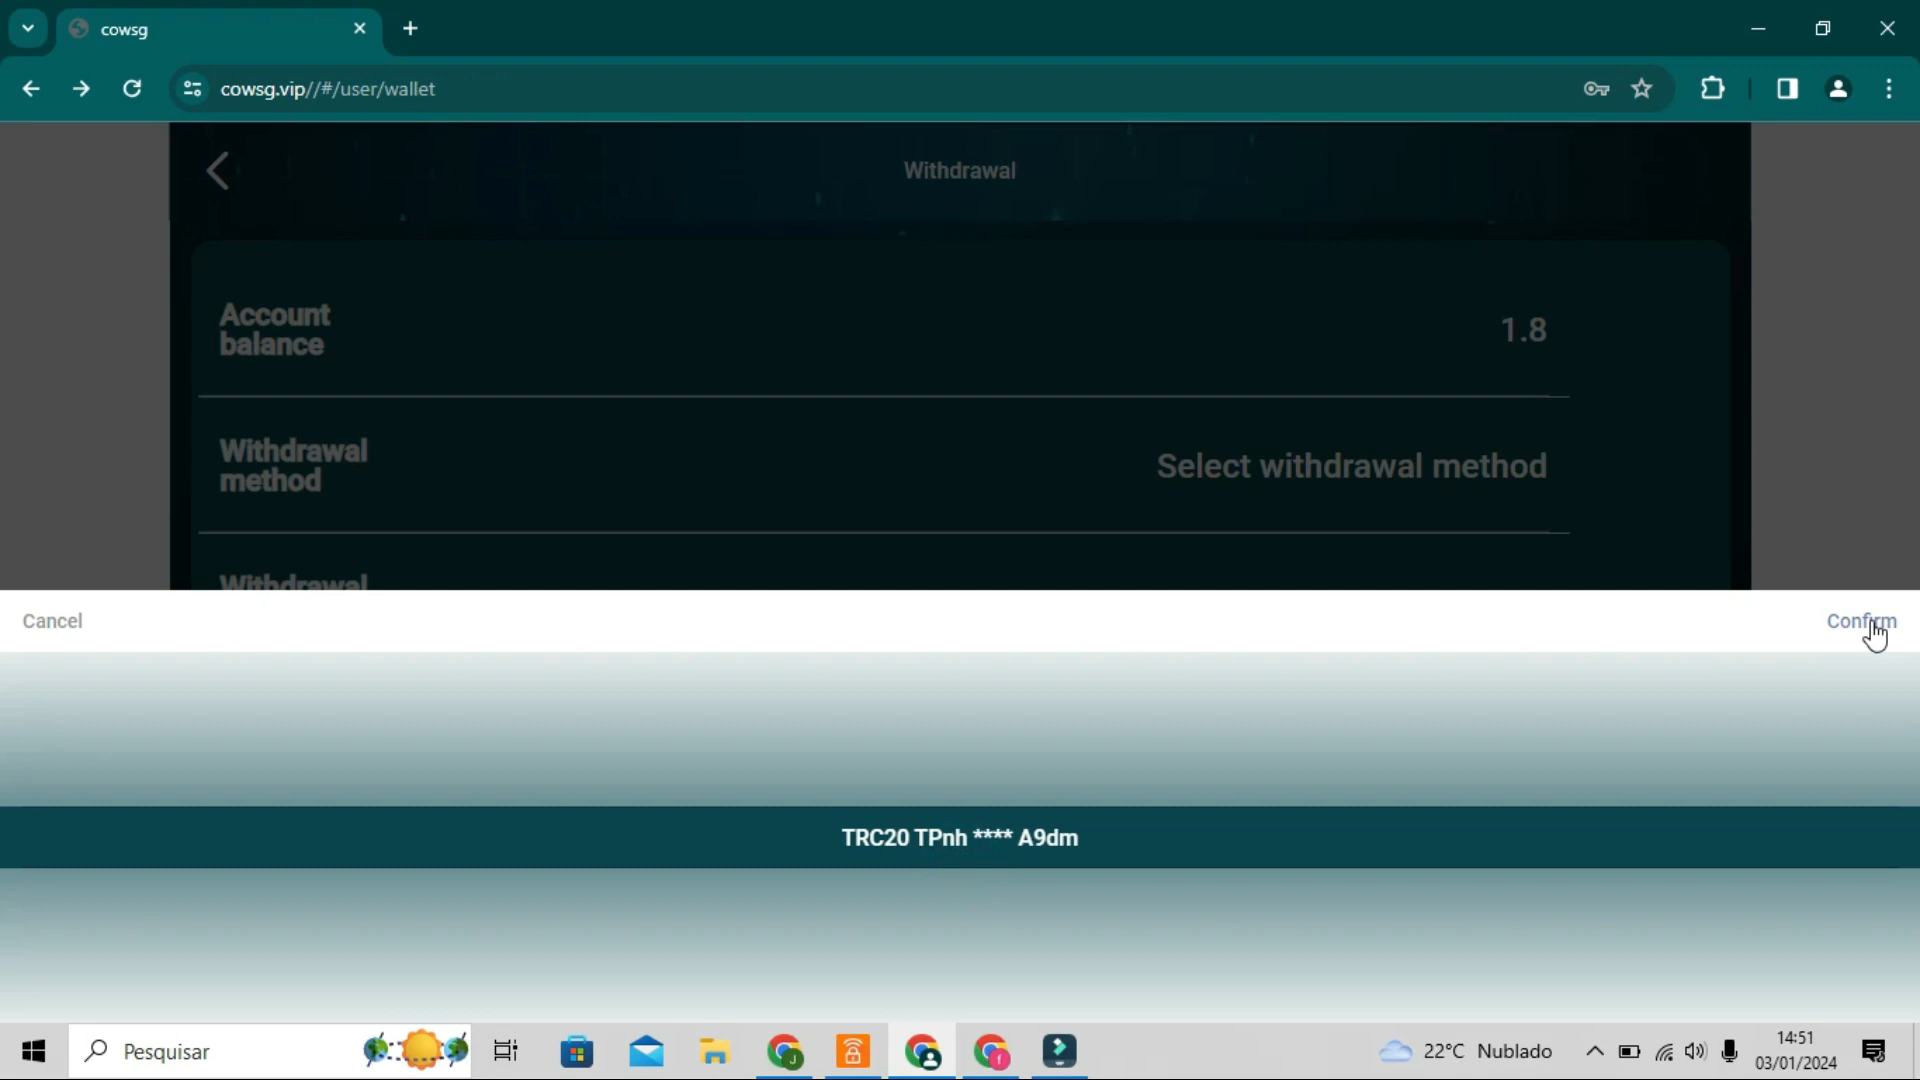 cowsg
cowsg.vip//#/user/wallet
Withdrawal
Account
balance
1.8
Withdrawal
method
Select withdrawal method
Withdrawal
Cancel
Confirm
TRC20 TPnh **** A9dm
Pesquisar
J
f
22°C Nublado
14:51
03/01/2024